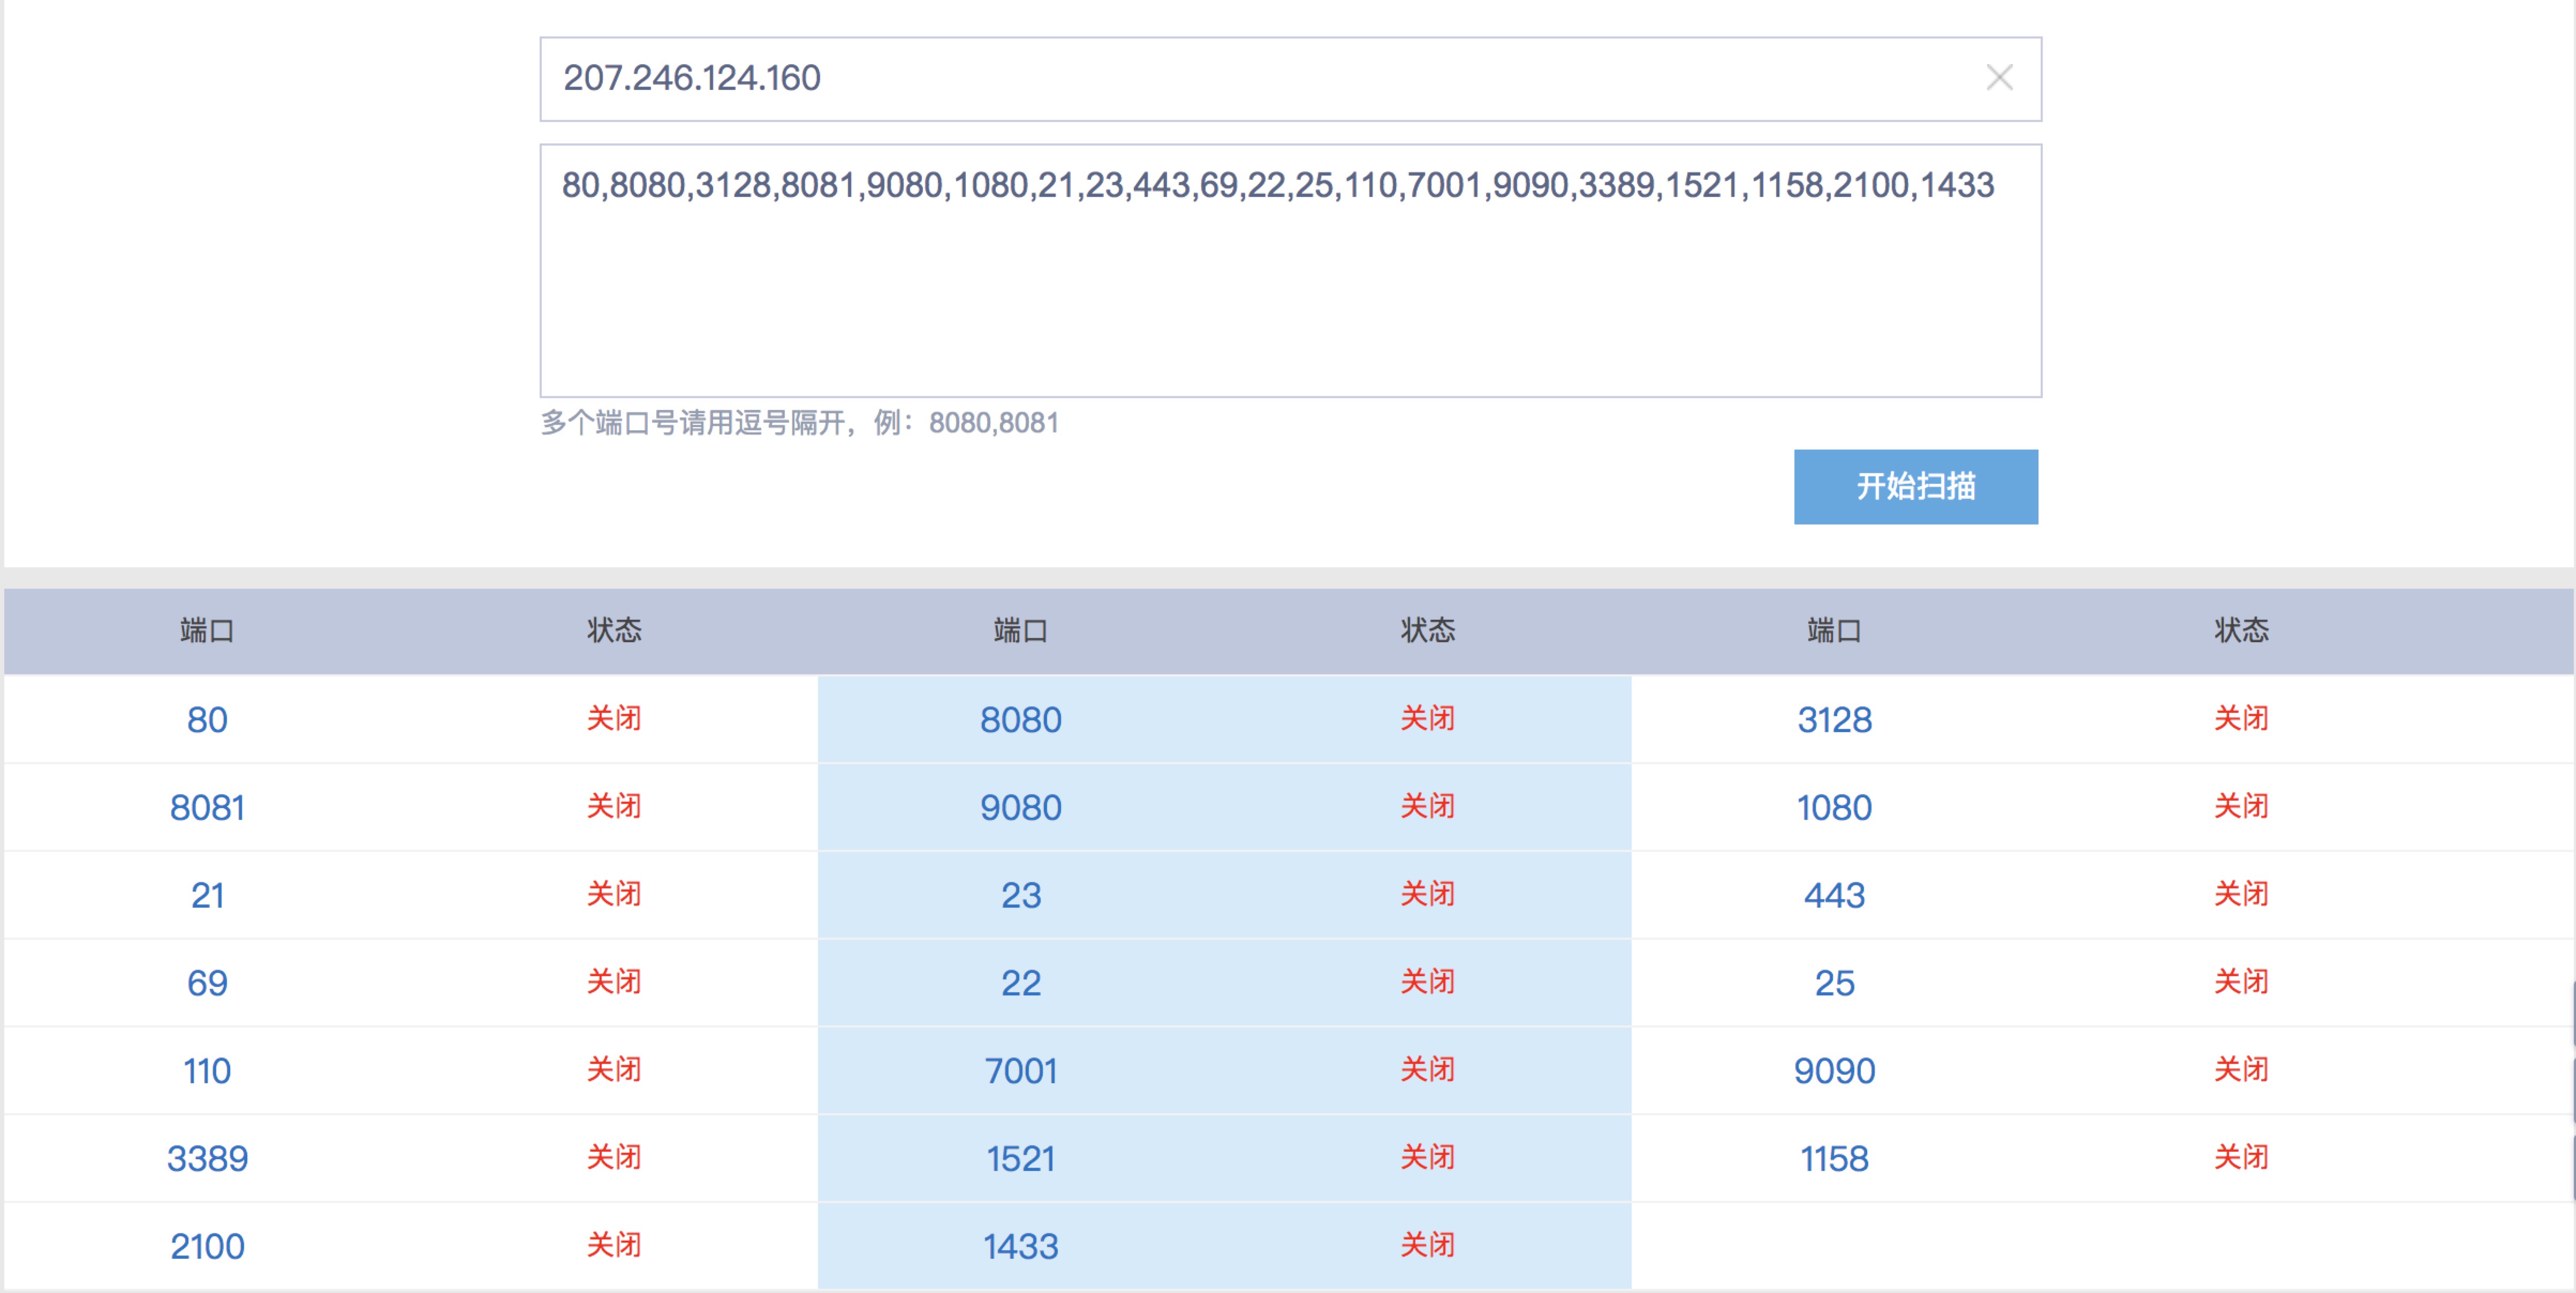 207.246.124.160
80,8080,3128,8081,9080,1080,21,23,443,69,22,25,110,7001,9090,3389,1521,1158,2100,1433
多个端口号请用逗号隔开，例：8080,8081
开始扫描
端口 状态 端口 状态 端口 状态
80 关闭 8080 关闭 3128 关闭
8081 关闭 9080 关闭 1080 关闭
21 关闭 23 关闭 443 关闭
69 关闭 22 关闭 25 关闭
110 关闭 7001 关闭 9090 关闭
3389 关闭 1521 关闭 1158 关闭
2100 关闭 1433 关闭